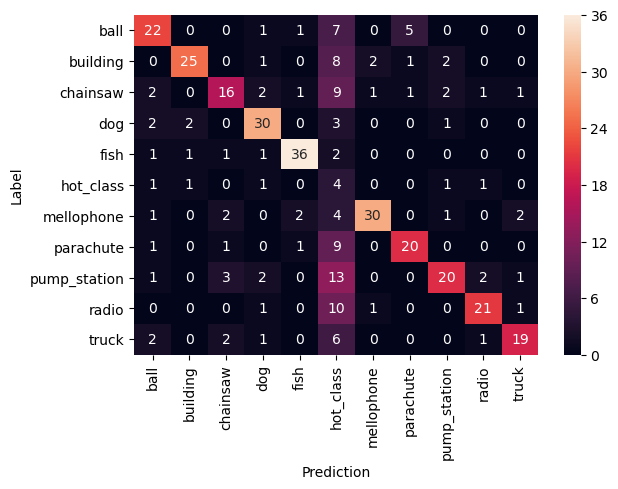 ball 22 0 0 1 1 7 0 5 0 0 0
building 0 25 0 1 0 8 2 1 2 0 0
chainsaw 2 0 16 2 1 9 1 1 2 1 1
dog 2 2 0 30 0 3 0 0 1 0 0
fish 1 1 1 1 36 2 0 0 0 0 0
hot_class 1 1 0 1 0 4 0 0 1 1 0
mellophone 1 0 2 0 2 4 30 0 1 0 2
parachute 1 0 1 0 1 9 0 20 0 0 0
pump_station 1 0 3 2 0 13 0 0 20 2 1
radio 0 0 0 1 0 10 1 0 0 21 1
truck 2 0 2 1 0 6 0 0 0 1 19
Label
ball building chainsaw dog fish hot_class mellophone parachute pump_station radio truck
Prediction
36
30
24
18
12
6
0